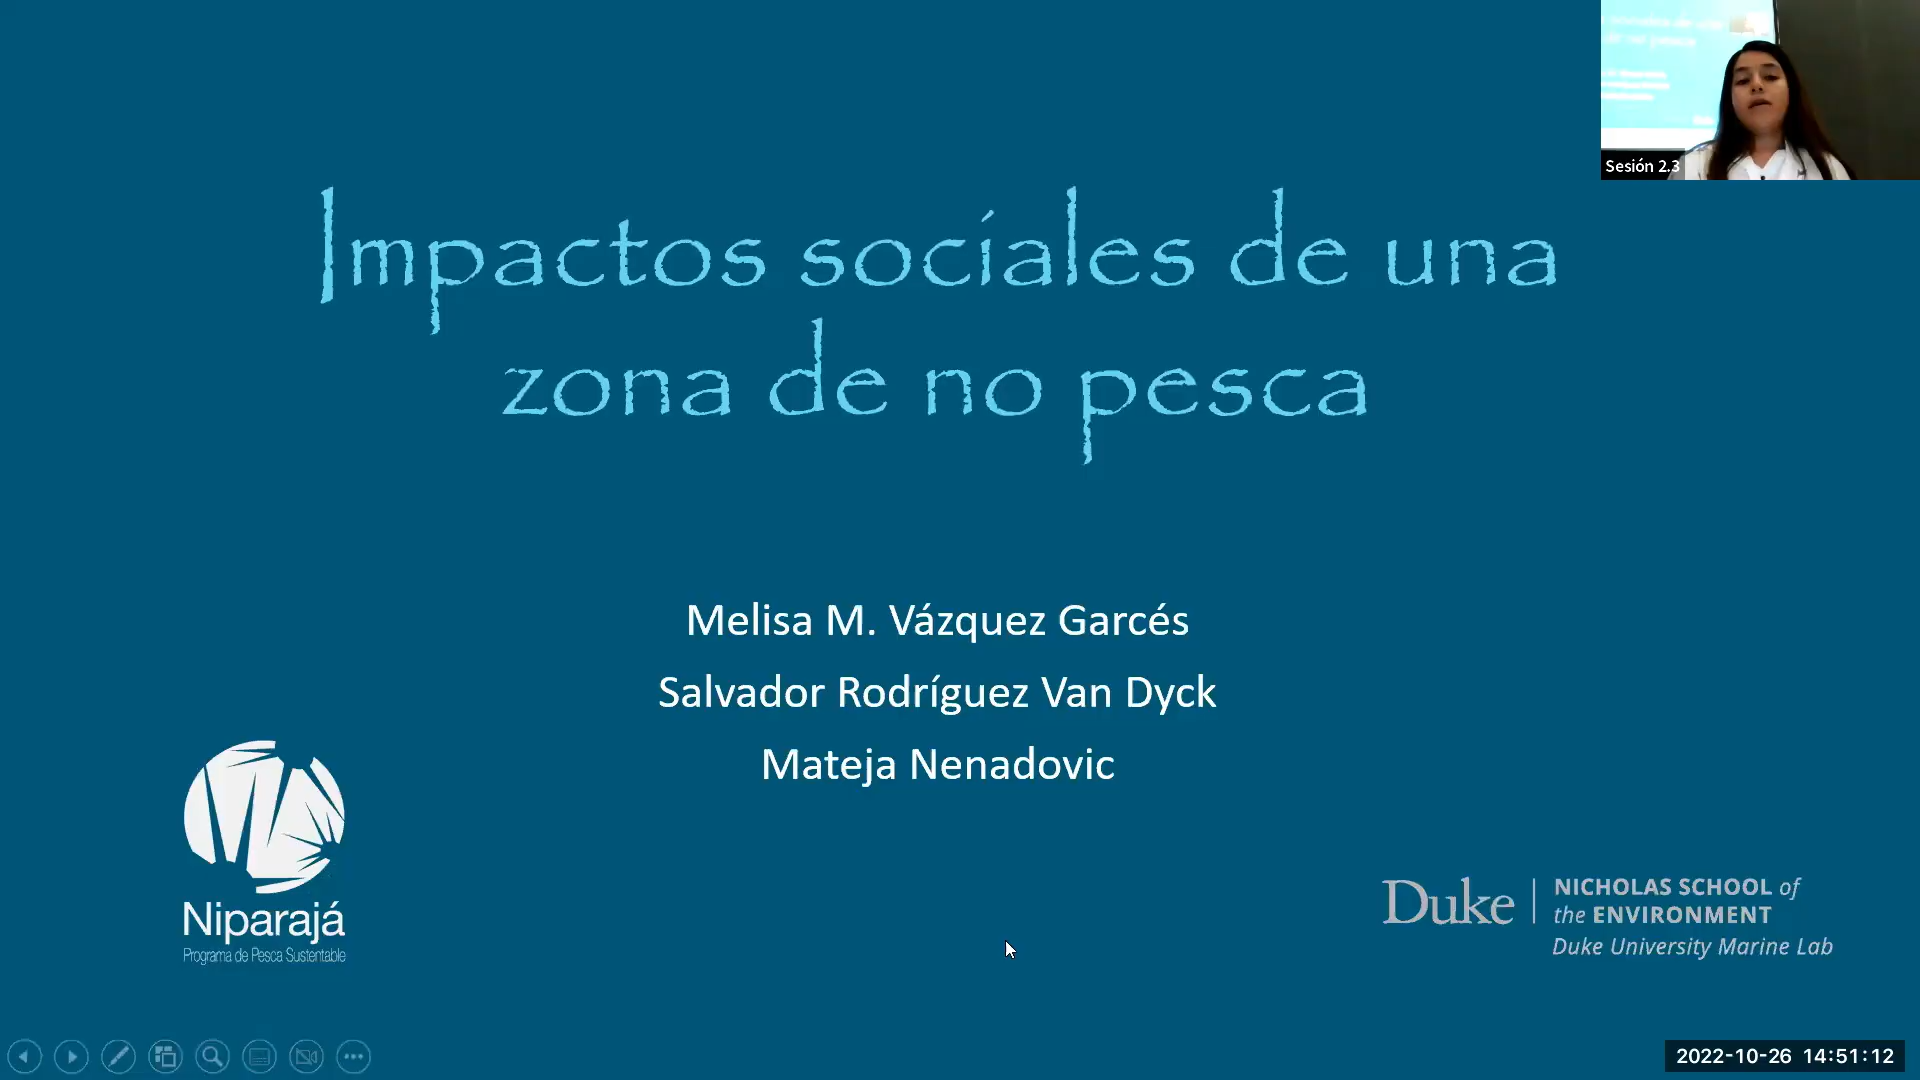 Sesión 2.3
Impactos sociales de una
zona de no pesca
Melisa M. Vázquez Garcés
Salvador Rodríguez Van Dyck
Mateja Nenadovic
Niparajá
Programa de Pesca Sustentable
Duke
NICHOLAS SCHOOL of
the ENVIRONMENT
Duke University Marine Lab
2022-10-26 14:51:12